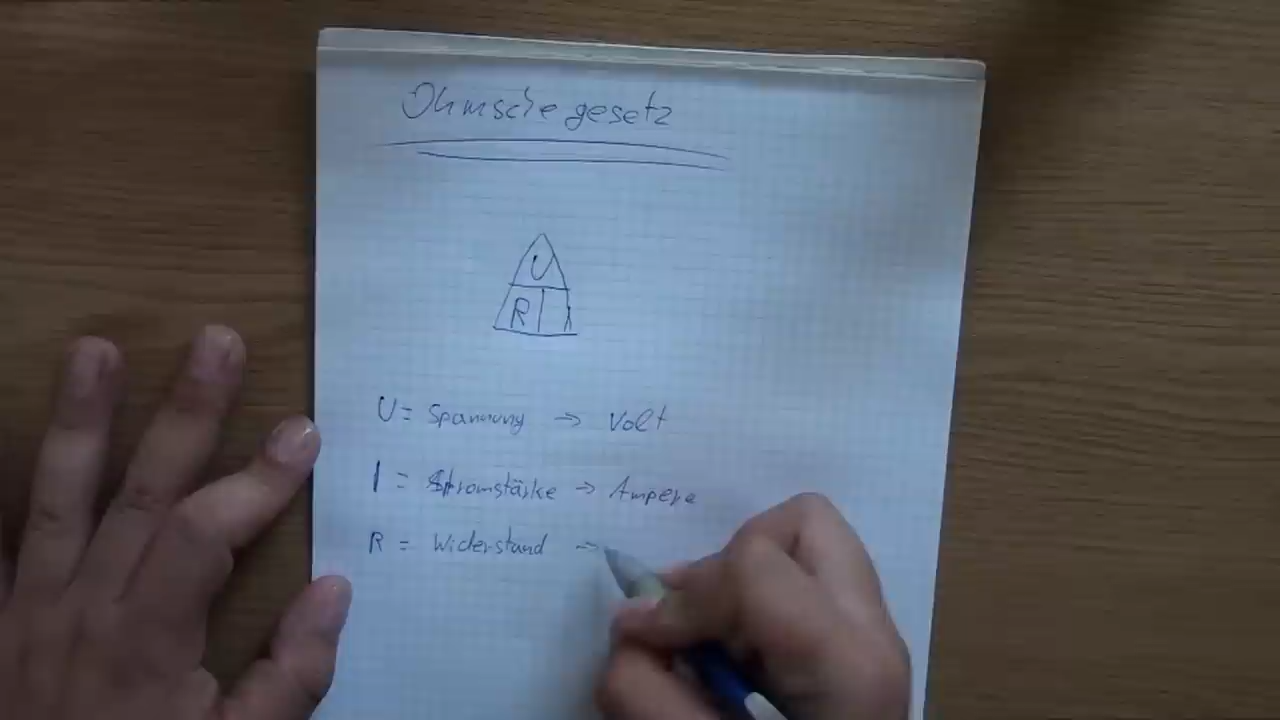 Ohmsche gesetz
U
R I
U = Spannung → Volt
I = Stromstärke → Ampere
R = Widerstand →